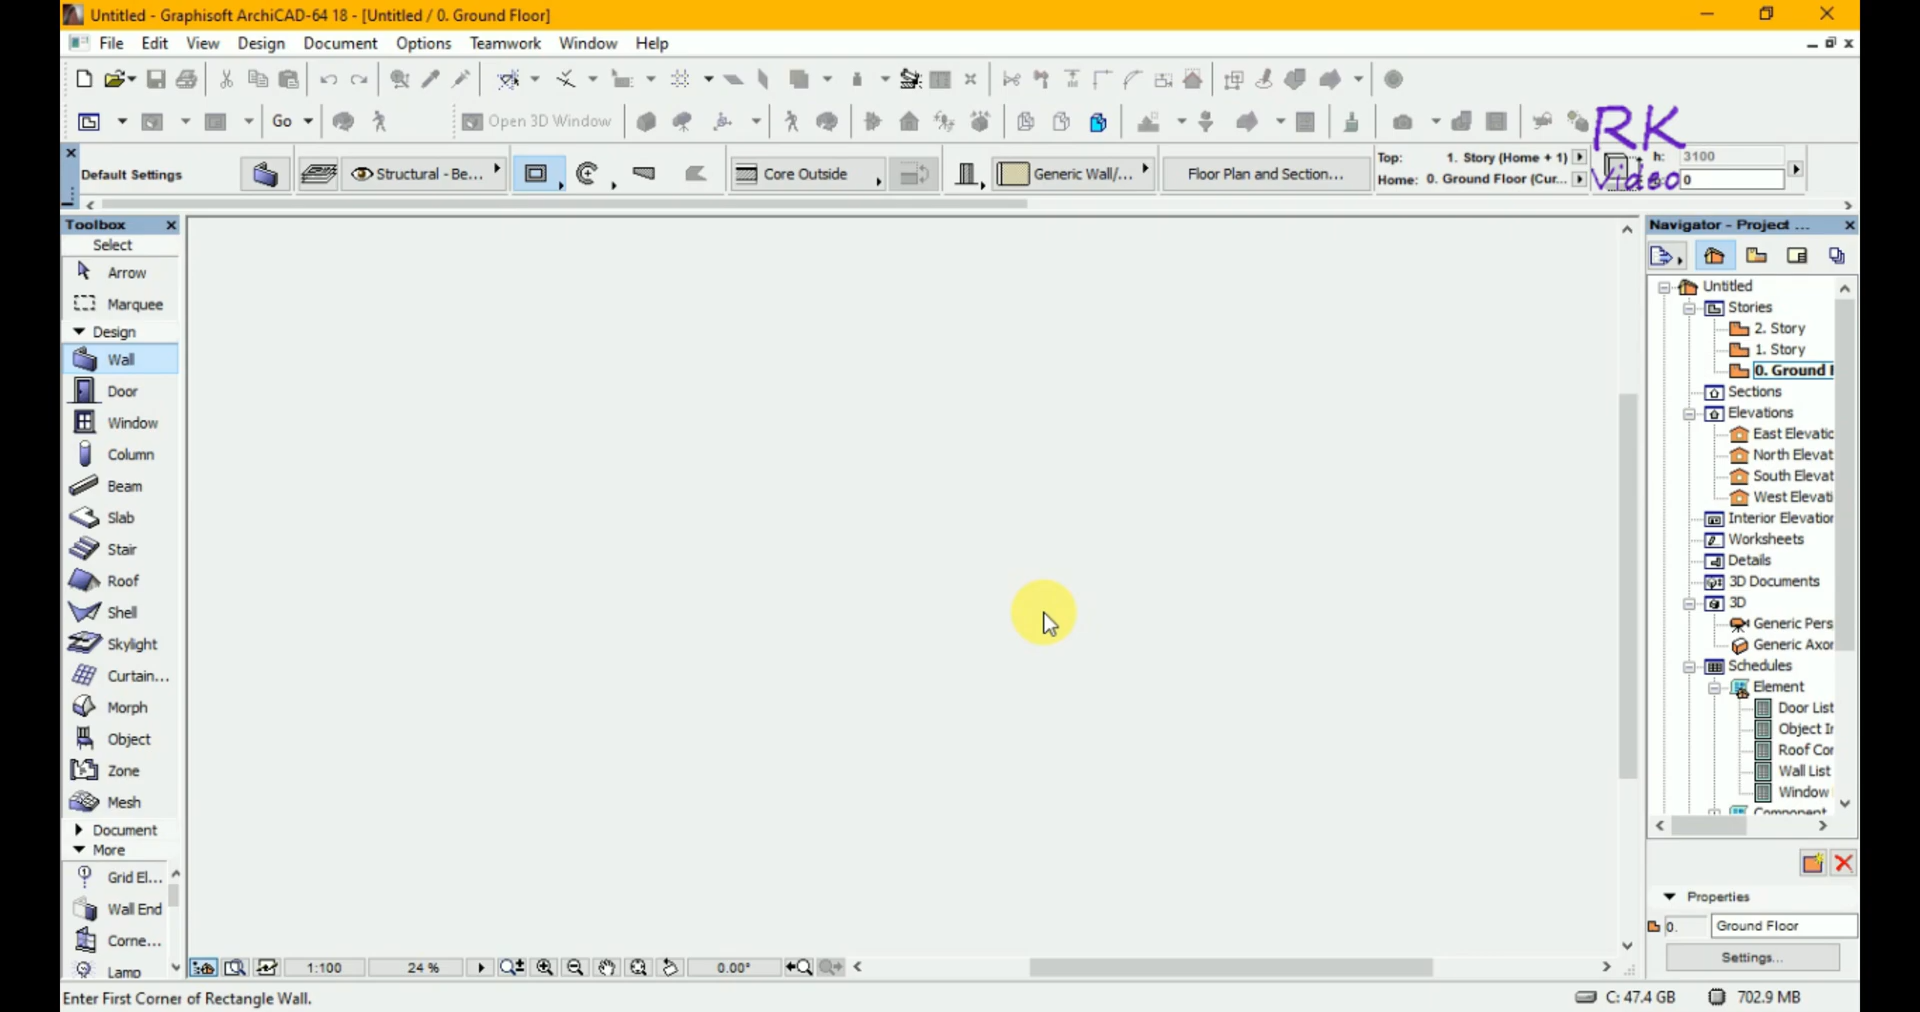 Untitled - Graphisoft ArchiCAD-64 18 - [Untitled / 0. Ground Floor]
File Edit View Design Document Options Teamwork Window Help
Go Open 3D Window
RK
Video
Default Settings
Structural - Be...
Core Outside
Generic Wall/...
Floor Plan and Section...
Top: 1. Story (Home + 1)
Home: 0. Ground Floor (Cur...
h: 3100
0
Toolbox
Select
Arrow
Marquee
Design
Wall
Door
Window
Column
Beam
Slab
Stair
Roof
Shell
Skylight
Curtain...
Morph
Object
Zone
Mesh
Document
More
Grid El...
Wall End
Corne...
Lamp
Navigator - Project ...
Untitled
Stories
2. Story
1. Story
0. Ground
Sections
Elevations
East Elevatio
North Elevat
South Elevat
West Elevati
Interior Elevation
Worksheets
Details
3D Documents
3D
Generic Pers
Generic Axon
Schedules
Element
Door List
Object In
Roof Cor
Wall List
Window
Component
Properties
0. Ground Floor
Settings...
1:100 24 % 0.00°
Enter First Corner of Rectangle Wall.
C: 47.4 GB 702.9 MB